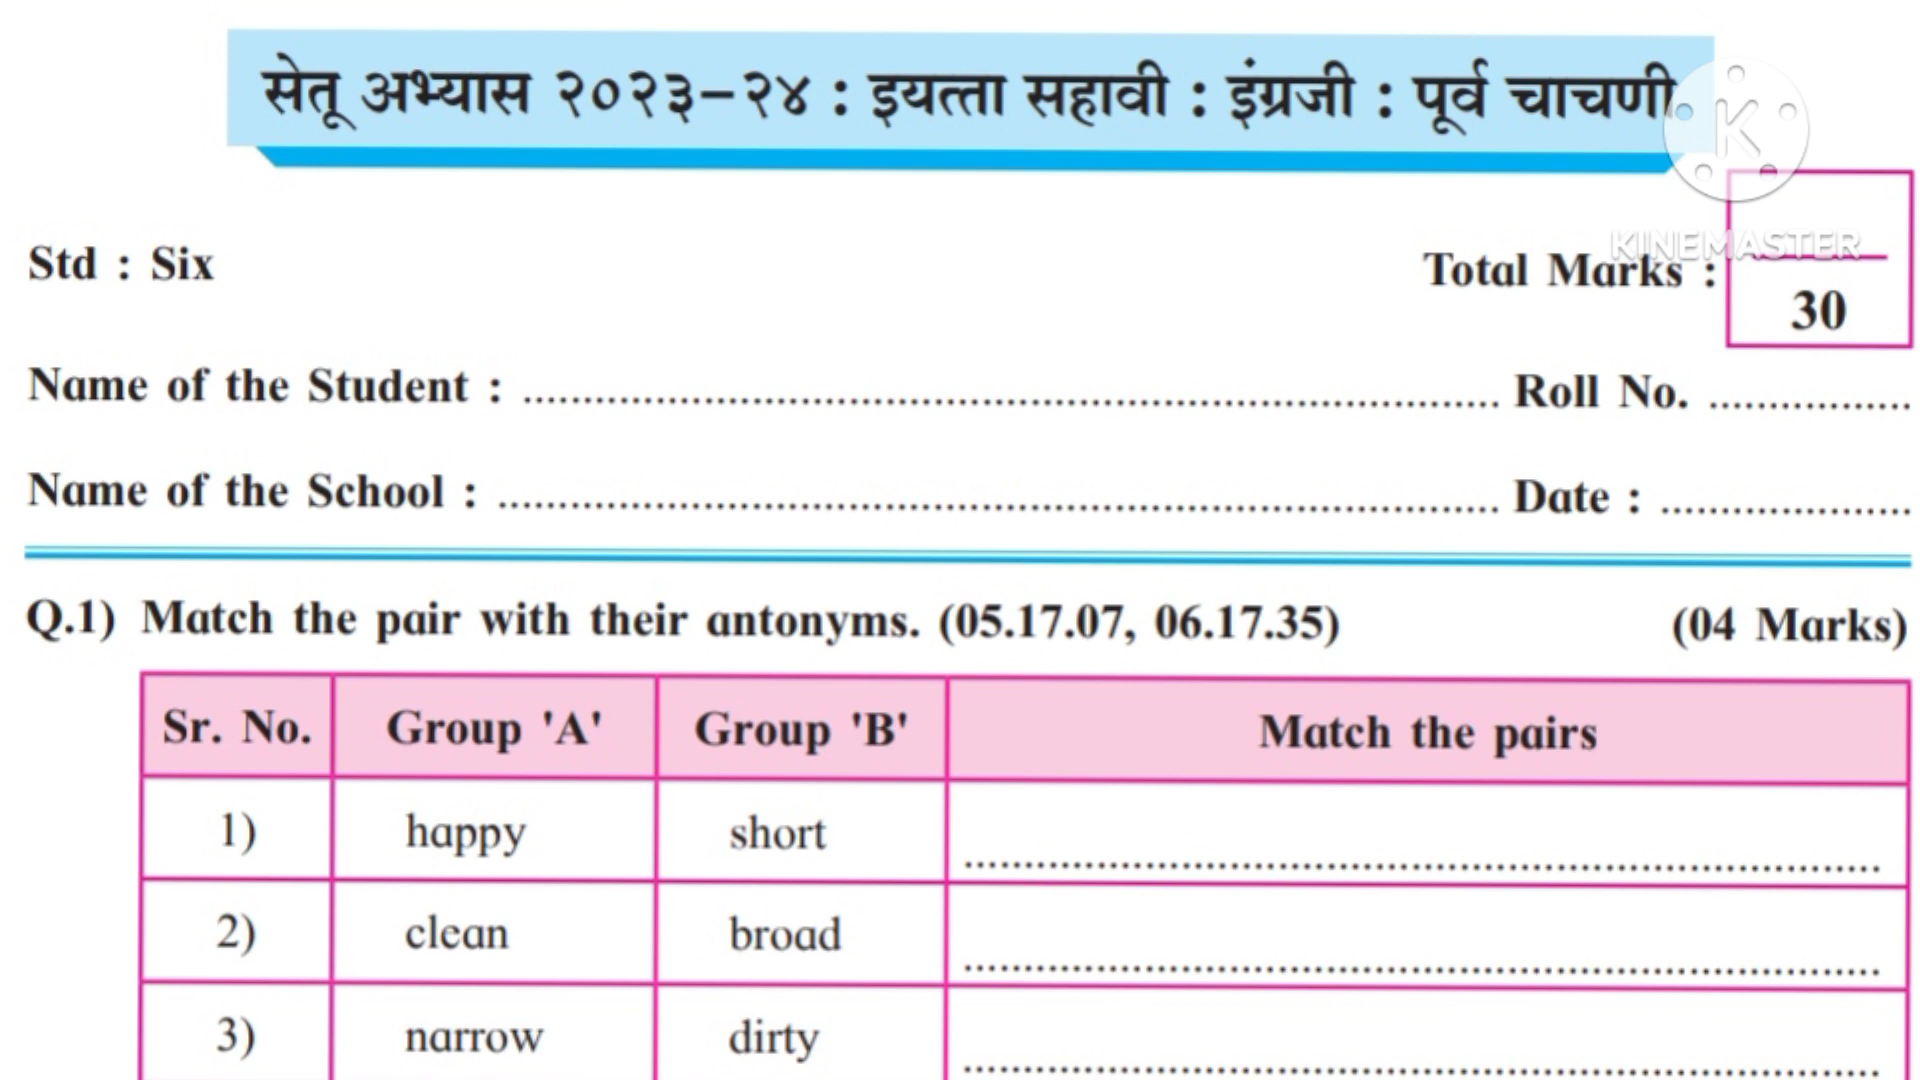 सेतू अभ्यास २०२३–२४ : इयत्ता सहावी : इंग्रजी : पूर्व चाचणी
K
KINEMASTER
Std : Six
Total Marks :
30
Name of the Student : .......... Roll No. ..........
Name of the School : .......... Date : ..........
Q.1) Match the pair with their antonyms. (05.17.07, 06.17.35) (04 Marks)
Sr. No. Group 'A' Group 'B' Match the pairs
1) happy short ..........
2) clean broad ..........
3) narrow dirty ..........